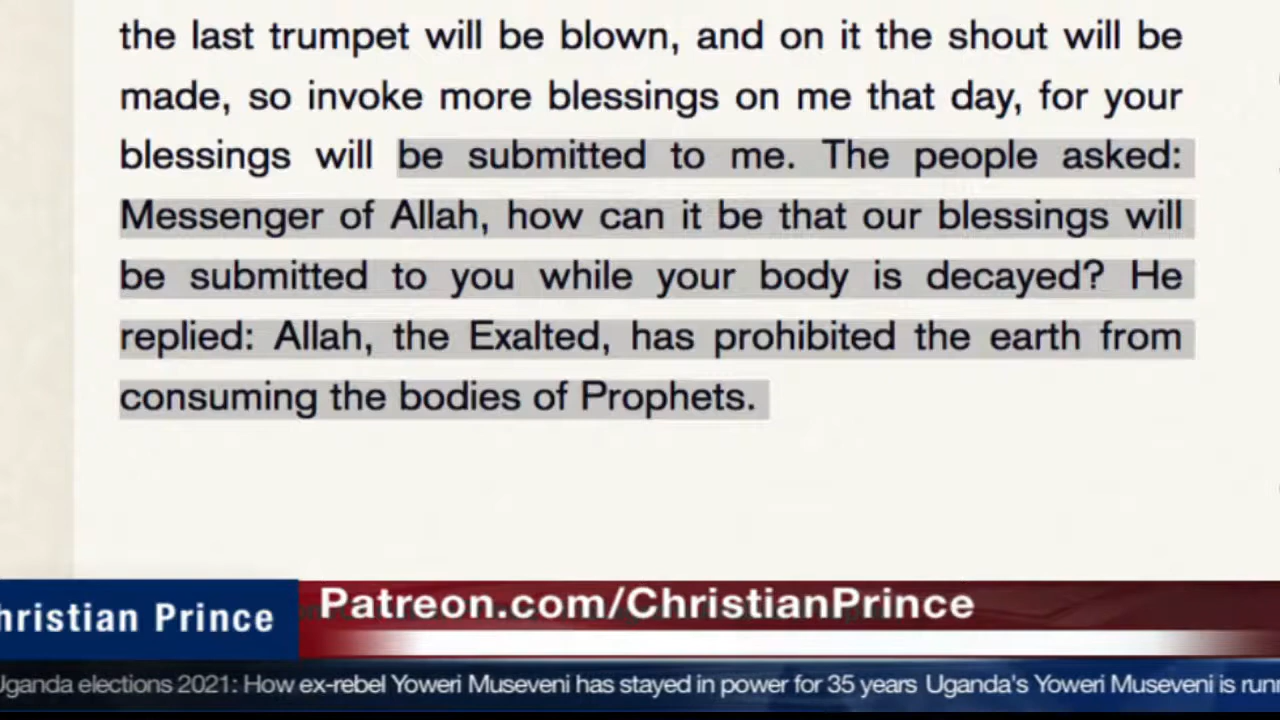 the last trumpet will be blown, and on it the shout will be
made, so invoke more blessings on me that day, for your
blessings will be submitted to me. The people asked:
Messenger of Allah, how can it be that our blessings will
be submitted to you while your body is decayed? He
replied: Allah, the Exalted, has prohibited the earth from
consuming the bodies of Prophets.
hristian Prince
Patreon.com/ChristianPrince
Uganda elections 2021: How ex-rebel Yoweri Museveni has stayed in power for 35 years Uganda's Yoweri Museveni is runn